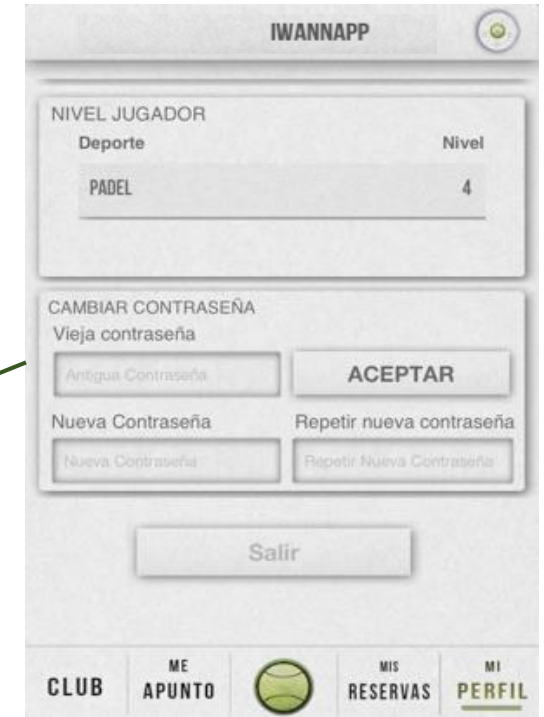 IWANNAPP
NIVEL JUGADOR
Deporte Nivel
PADEL 4
CAMBIAR CONTRASEÑA
Vieja contraseña
Antigua Contraseña
ACEPTAR
Nueva Contraseña Repetir nueva contraseña
Nueva Contraseña Repetir Nueva Contraseña
Salir
CLUB
ME
APUNTO
MIS
RESERVAS
MI
PERFIL